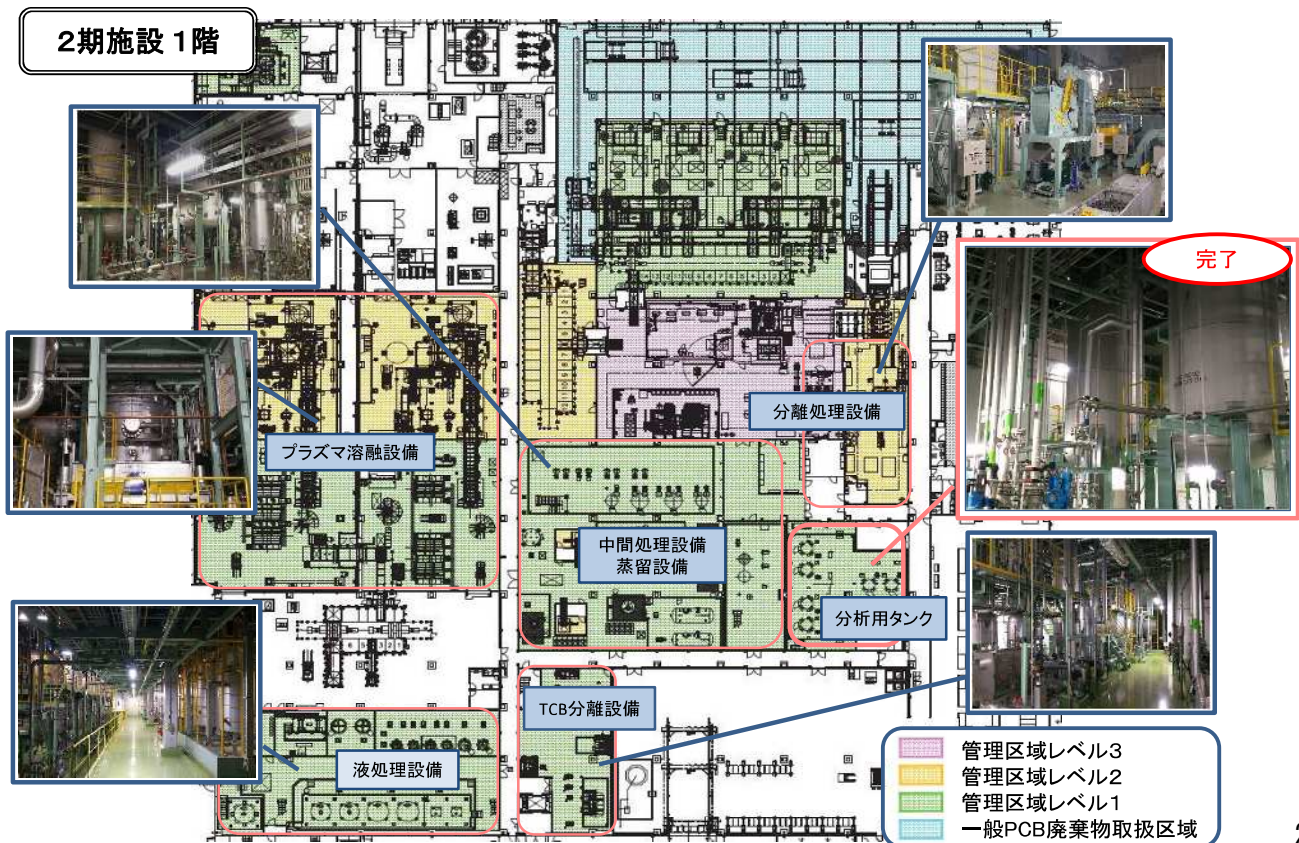 2期施設 1階
完了
分離処理設備
プラズマ溶融設備
中間処理設備
蒸留設備
分析用タンク
TCB分離設備
液処理設備
管理区域レベル3
管理区域レベル2
管理区域レベル1
一般PCB廃棄物取扱区域